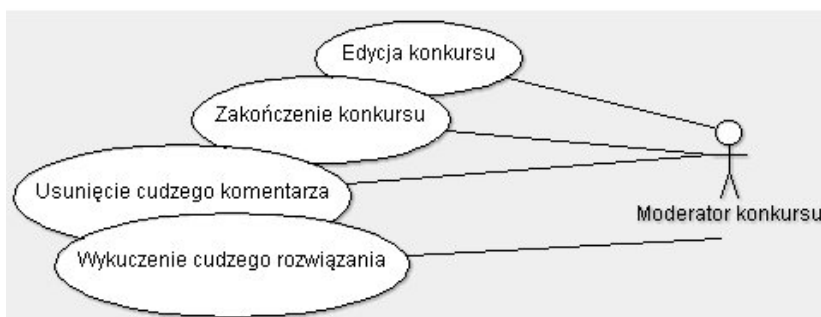 Edycja konkursu
Zakończenie konkursu
Usunięcie cudzego komentarza
Wykuczenie cudzego rozwiązania
Moderator konkursu